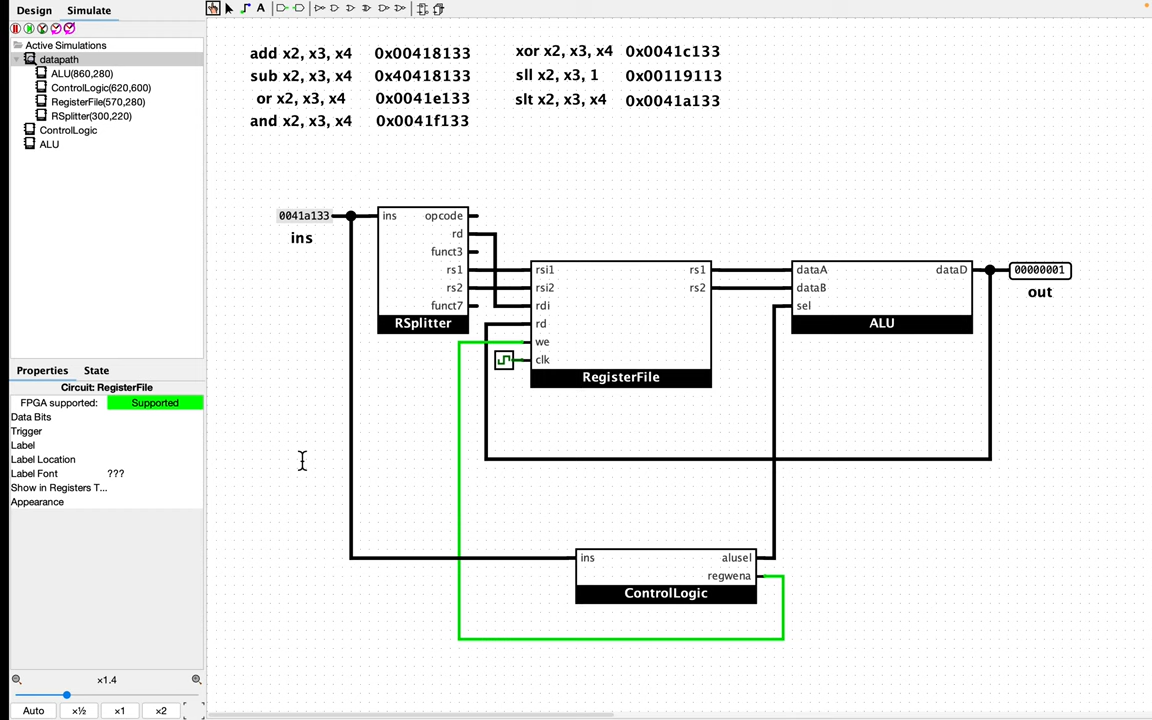 Design Simulate
Active Simulations
datapath
ALU(860,280)
ControlLogic(620,600)
RegisterFile(570,280)
RSplitter(300,220)
ControlLogic
ALU
Properties State
Circuit: RegisterFile
FPGA supported: Supported
Data Bits
Trigger
Label
Label Location
Label Font ???
Show in Registers T...
Appearance
×1.4
Auto ×½ ×1 ×2
A
add x2, x3, x4 0x00418133
sub x2, x3, x4 0x40418133
or x2, x3, x4 0x0041e133
and x2, x3, x4 0x0041f133
xor x2, x3, x4 0x0041c133
sll x2, x3, 1 0x00119113
slt x2, x3, x4 0x0041a133
0041a133
ins
ins opcode
rd
funct3
rs1
rs2
funct7
RSplitter
rsi1 rs1
rsi2 rs2
rdi
rd
we
clk
RegisterFile
dataA dataD
dataB
sel
ALU
00000001
out
ins alusel
regwena
ControlLogic